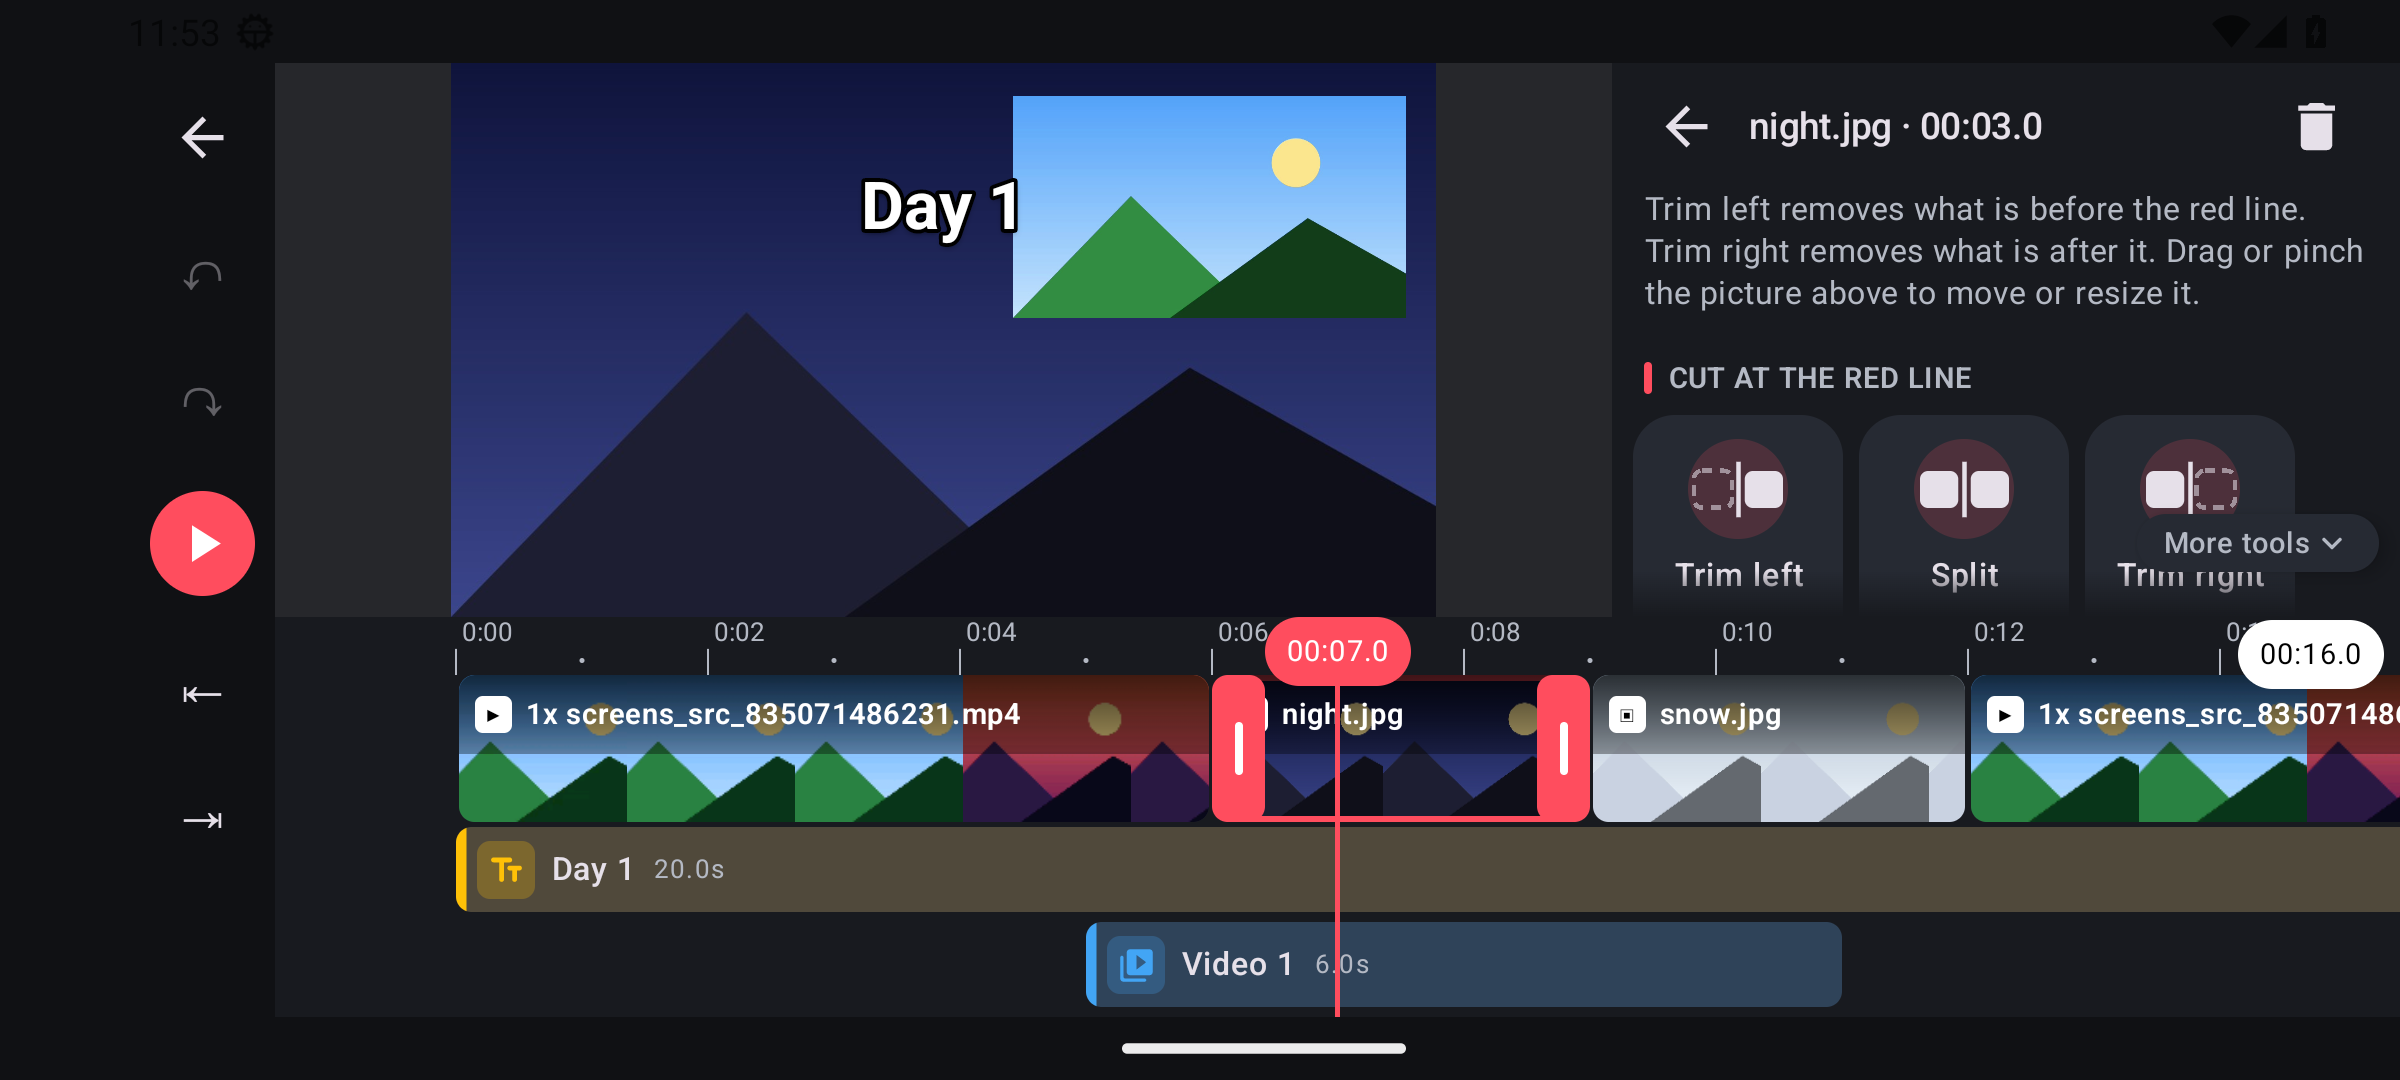 11:53
night.jpg · 00:03.0
Trim left removes what is before the red line.
Trim right removes what is after it. Drag or pinch
the picture above to move or resize it.
CUT AT THE RED LINE
Trim left
Split
Trim right
More tools
Day 1
0:00
0:02
0:04
0:06
00:07.0
0:08
0:10
0:12
00:16.0
1x screens_src_835071486231.mp4
night.jpg
snow.jpg
1x screens_src_83507148
Day 1 20.0s
Video 1 6.0s